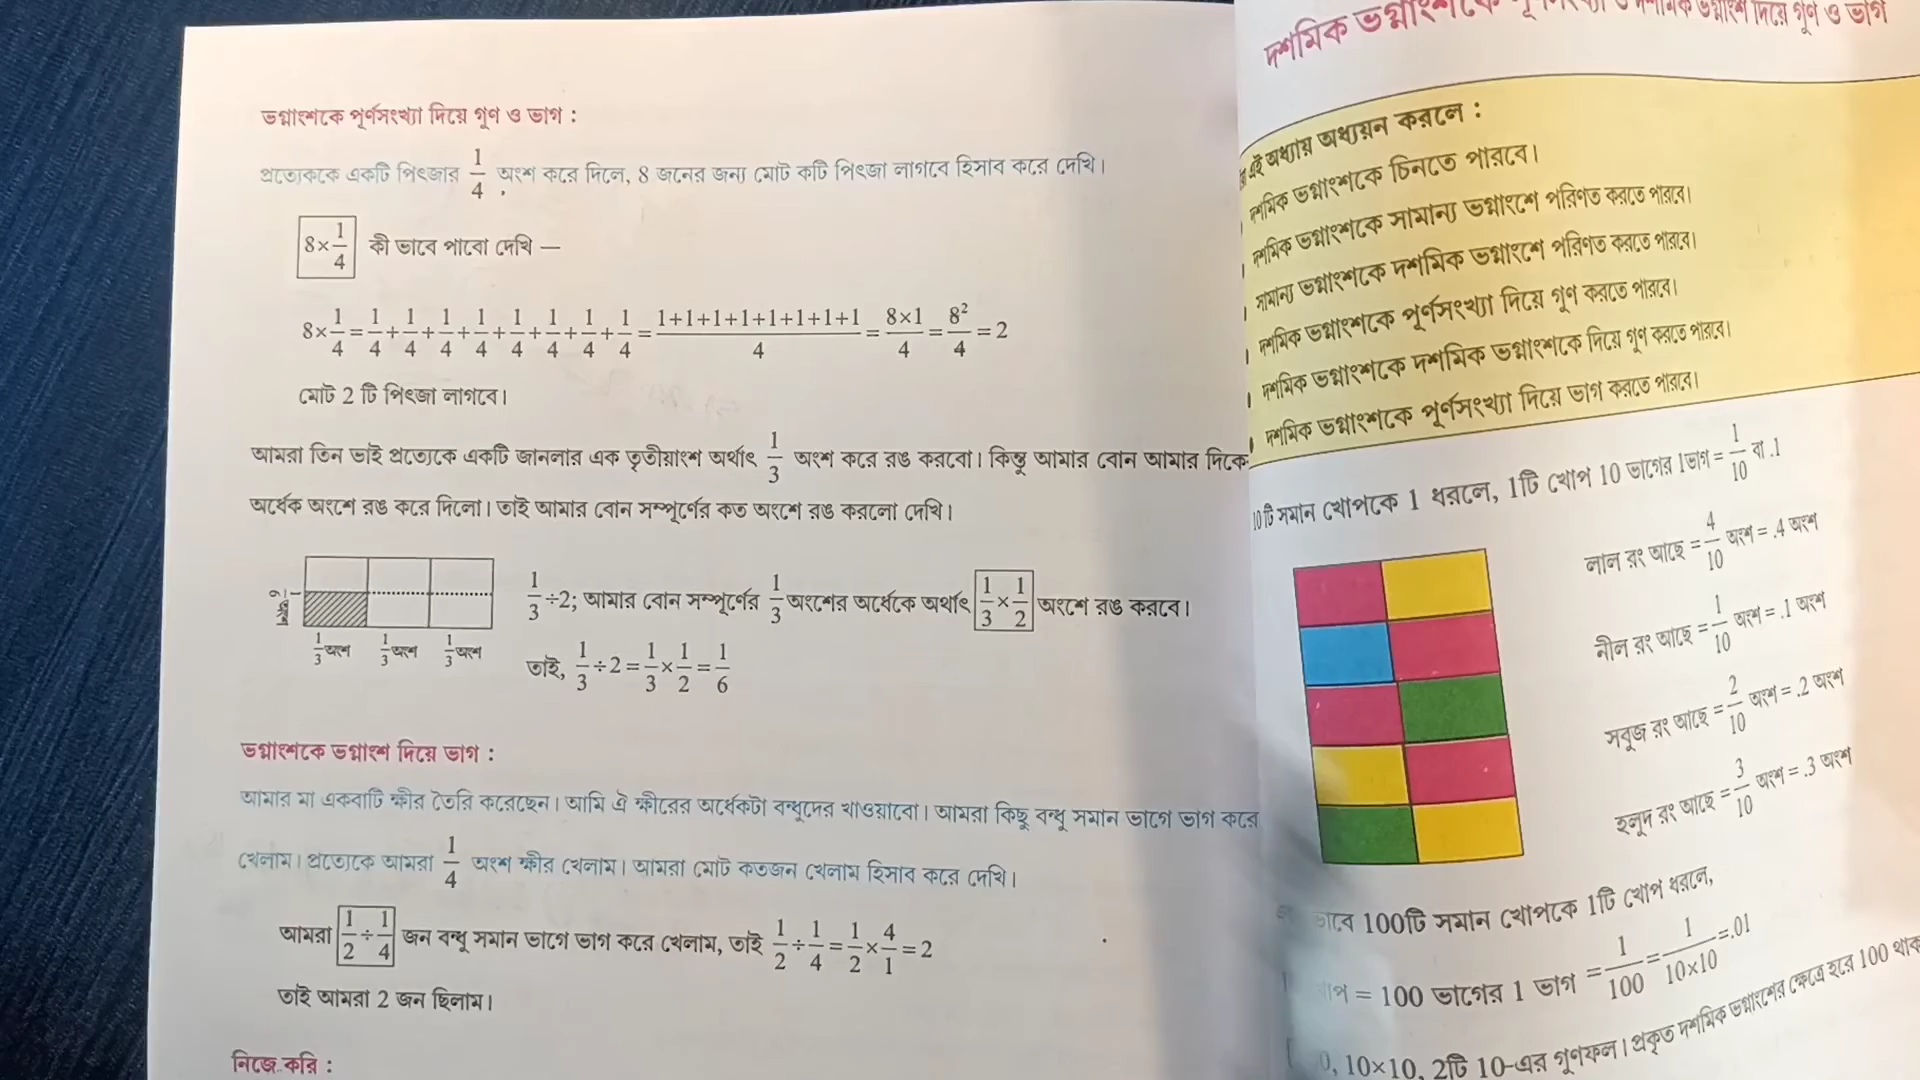 ভগ্নাংশকে পূর্ণসংখ্যা দিয়ে গুণ ও ভাগ :
প্রত্যেককে একটি পিৎজার 1/4 অংশ করে দিলে, 8 জনের জন্য মোট কটি পিৎজা লাগবে হিসাব করে দেখি।
8×1/4 কী ভাবে পাবো দেখি —
8×1/4 = 1/4+1/4+1/4+1/4+1/4+1/4+1/4+1/4 = 1+1+1+1+1+1+1+1/4 = 8×1/4 = 8²/4 = 2
মোট 2 টি পিৎজা লাগবে।
আমরা তিন ভাই প্রত্যেকে একটি জানলার এক তৃতীয়াংশ অর্থাৎ 1/3 অংশ করে রঙ করবো। কিন্তু আমার বোন আমার দিকে
অর্ধেক অংশে রঙ করে দিলো। তাই আমার বোন সম্পূর্ণের কত অংশে রঙ করলো দেখি।
1/3÷2; আমার বোন সম্পূর্ণের 1/3 অংশের অর্ধেকে অর্থাৎ 1/3×1/2 অংশে রঙ করবে।
1/3 অংশ 1/3 অংশ 1/3 অংশ
তাই, 1/3÷2 = 1/3×1/2 = 1/6
ভগ্নাংশকে ভগ্নাংশ দিয়ে ভাগ :
আমার মা একবাটি ক্ষীর তৈরি করেছেন। আমি ঐ ক্ষীরের অর্ধেকটা বন্ধুদের খাওয়াবো। আমরা কিছু বন্ধু সমান ভাগে ভাগ করে
খেলাম। প্রত্যেকে আমরা 1/4 অংশ ক্ষীর খেলাম। আমরা মোট কতজন খেলাম হিসাব করে দেখি।
আমরা 1/2÷1/4 জন বন্ধু সমান ভাগে ভাগ করে খেলাম, তাই 1/2÷1/4 = 1/2×4/1 = 2
তাই আমরা 2 জন ছিলাম।
নিজে করি :
দশমিক ভগ্নাংশকে পূর্ণসংখ্যা ও দশমিক ভগ্নাংশ দিয়ে গুণ ও ভাগ
এই অধ্যায় অধ্যয়ন করলে :
দশমিক ভগ্নাংশকে চিনতে পারবে।
দশমিক ভগ্নাংশকে সামান্য ভগ্নাংশে পরিণত করতে পারবে।
সামান্য ভগ্নাংশকে দশমিক ভগ্নাংশে পরিণত করতে পারবে।
দশমিক ভগ্নাংশকে পূর্ণসংখ্যা দিয়ে গুণ করতে পারবে।
দশমিক ভগ্নাংশকে দশমিক ভগ্নাংশকে দিয়ে গুণ করতে পারবে।
দশমিক ভগ্নাংশকে পূর্ণসংখ্যা দিয়ে ভাগ করতে পারবে।
10 টি সমান খোপকে 1 ধরলে, 1টি খোপ 10 ভাগের 1ভাগ = 1/10 বা .1
লাল রং আছে = 4/10 অংশ = .4 অংশ
নীল রং আছে = 1/10 অংশ = .1 অংশ
সবুজ রং আছে = 2/10 অংশ = .2 অংশ
হলুদ রং আছে = 3/10 অংশ = .3 অংশ
100টি সমান খোপকে 1টি খোপ ধরলে,
= 100 ভাগের 1 ভাগ = 1/100 = 1/10×10 = .01
0, 10×10, 2টি 10-এর গুণফল। প্রকৃত দশমিক ভগ্নাংশের ক্ষেত্রে হরে 100